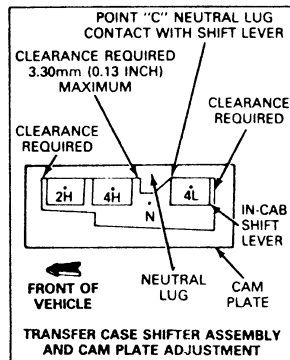 POINT "C" NEUTRAL LUG
CONTACT WITH SHIFT LEVER
CLEARANCE REQUIRED
3.30mm (0.13 INCH)
MAXIMUM
CLEARANCE
REQUIRED
CLEARANCE
REQUIRED
2H
4H
4L
N
IN-CAB
SHIFT
LEVER
FRONT OF
VEHICLE
NEUTRAL
LUG
CAM
PLATE
TRANSFER CASE SHIFTER ASSEMBLY
AND CAM PLATE ADJUSTMENT